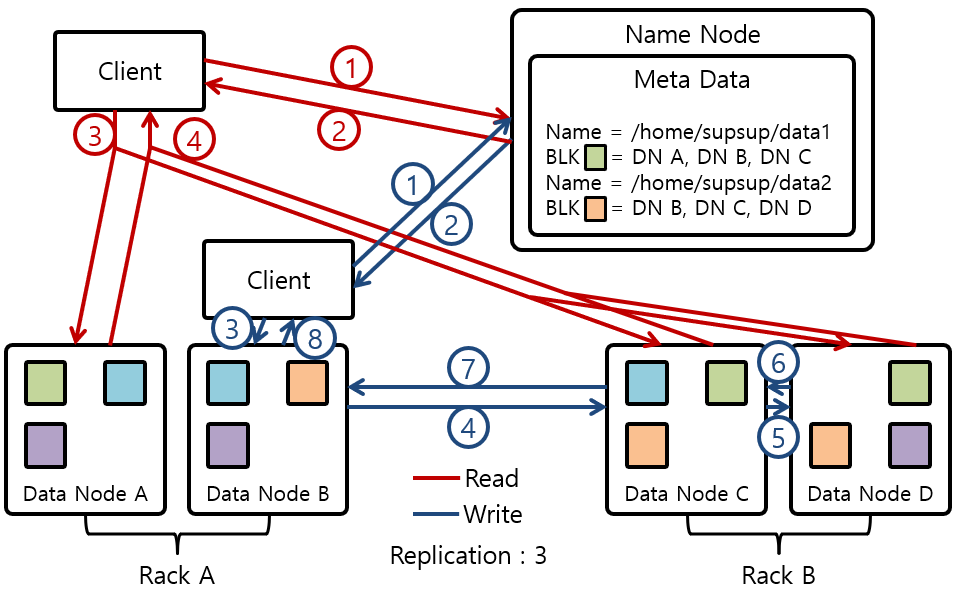 Name Node
Client
Meta Data
1
2
3
4
Name = /home/supsup/data1
BLK = DN A, DN B, DN C
Name = /home/supsup/data2
BLK = DN B, DN C, DN D
1
2
Client
3
8
7
4
6
5
Data Node A
Data Node B
Data Node C
Data Node D
Read
Write
Replication : 3
Rack A
Rack B